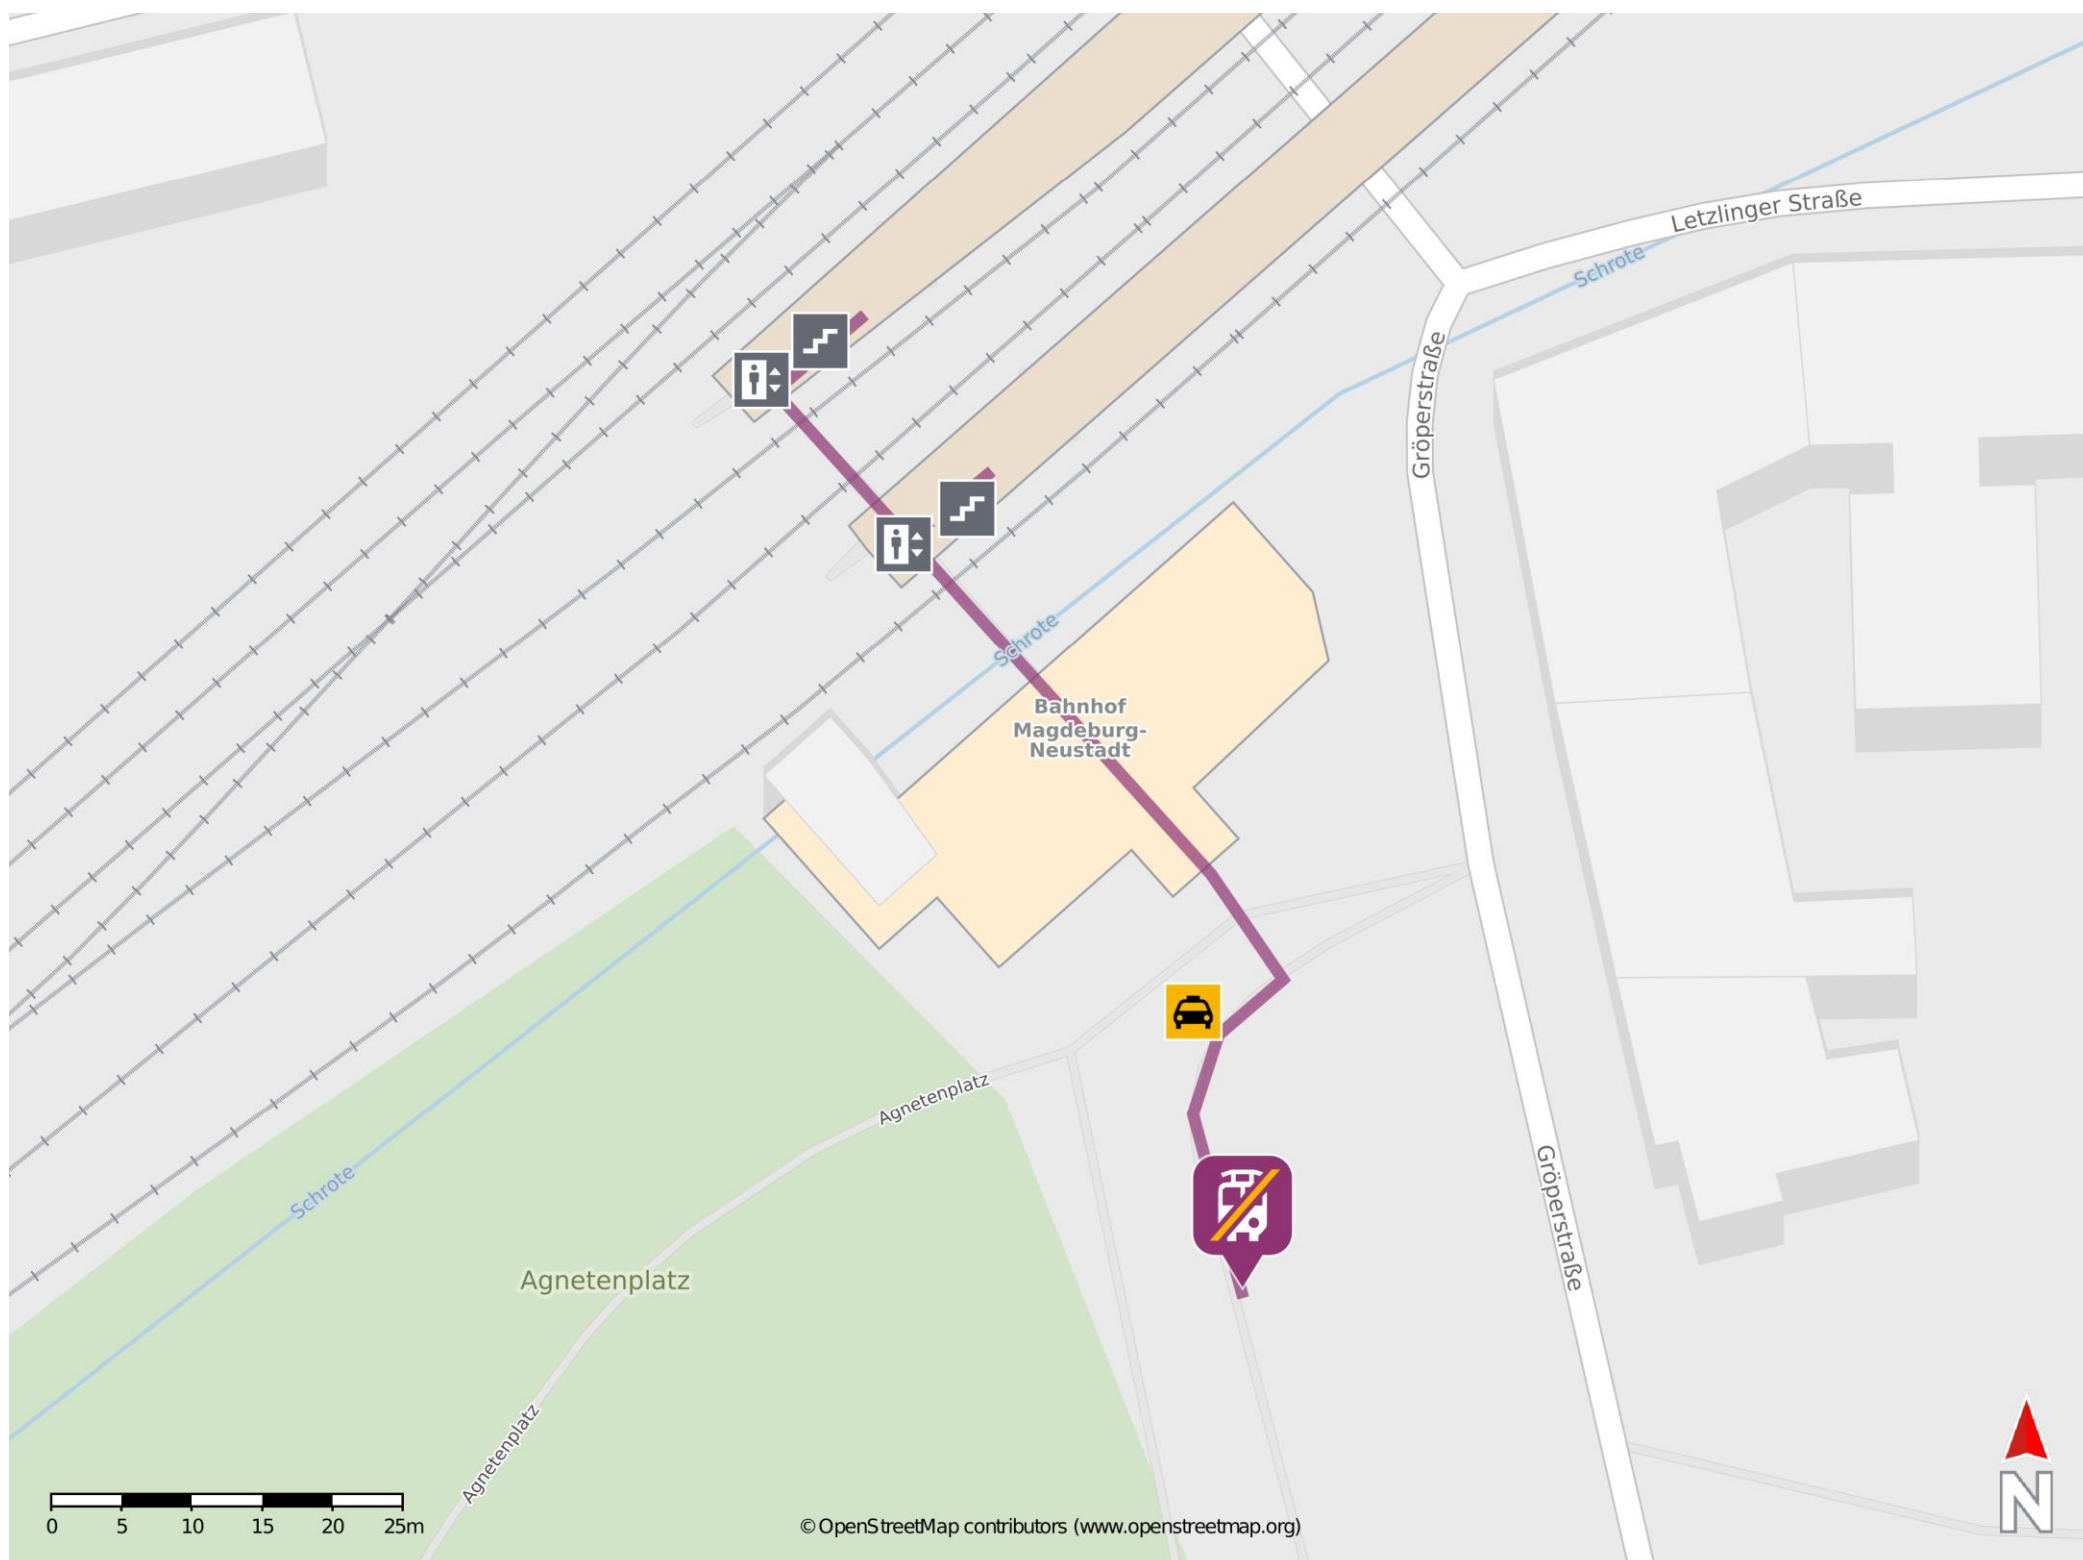 Letzlinger Straße
Schrote
Gröperstraße
Schrote
Bahnhof
Magdeburg-
Neustadt
Agnetenplatz
Schrote
Gröperstraße
Agnetenplatz
Agnetenplatz
N
0 5 10 15 20 25m
© OpenStreetMap contributors (www.openstreetmap.org)